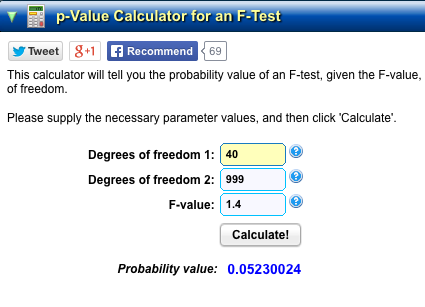 p-Value Calculator for an F-Test
Tweet g+1 f Recommend 69
This calculator will tell you the probability value of an F-test, given the F-value,
of freedom.
Please supply the necessary parameter values, and then click 'Calculate'.
Degrees of freedom 1: 40 ?
Degrees of freedom 2: 999 ?
F-value: 1.4 ?
Calculate!
Probability value: 0.05230024